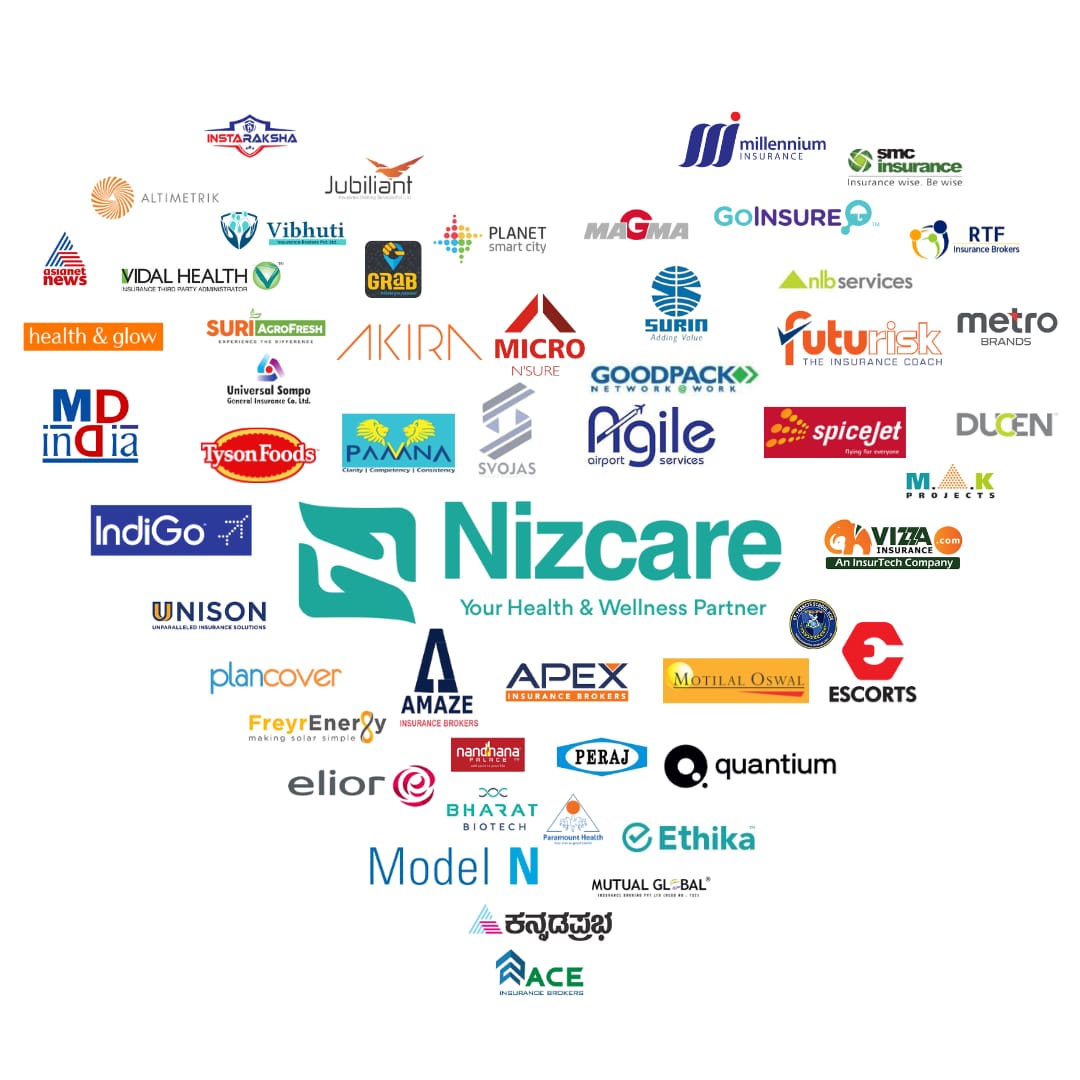 INSTARAKSHA
millennium
INSURANCE
smc
insurance
Insurance wise. Be wise.
ALTIMETRIK
Jubiliant
Vibhuti
Insurance Brokers Pvt. Ltd.
PLANET
smart city
MAGMA
GOINSURE
RTF
Insurance Brokers
asianet
news
VIDAL HEALTH
INSURANCE THIRD PARTY ADMINISTRATOR
GRaB
SURIN
Adding Value
nlb services
health & glow
SURI AGROFRESH
EXPERIENCE THE DIFFERENCE
AKIRA
MICRO
N'SURE
futurisk
THE INSURANCE COACH
metro
BRANDS
Universal Sompo
General Insurance Co. Ltd.
GOODPACK
NETWORK @ WORK
MD
india
Tyson Foods
PAVANA
Clarity | Competency | Consistency
SVOJAS
Agile
airport services
spicejet
flying for everyone
DUCEN
M.A.K
PROJECTS
IndiGo
Nizcare
Your Health & Wellness Partner
VIZZA.com
INSURANCE
An InsurTech Company
UNISON
UNPARALLELED INSURANCE SOLUTIONS
plancover
AMAZE
INSURANCE BROKERS
APEX
INSURANCE BROKERS
MOTILAL OSWAL
ESCORTS
FreyrEnergy
making solar simple
nandhana
PALACE
PERAJ
quantium
elior
BHARAT
BIOTECH
Paramount Health
Ethika
Model N
MUTUAL GLOBAL
ಕನ್ನಡಪ್ರಭ
ACE
INSURANCE BROKERS